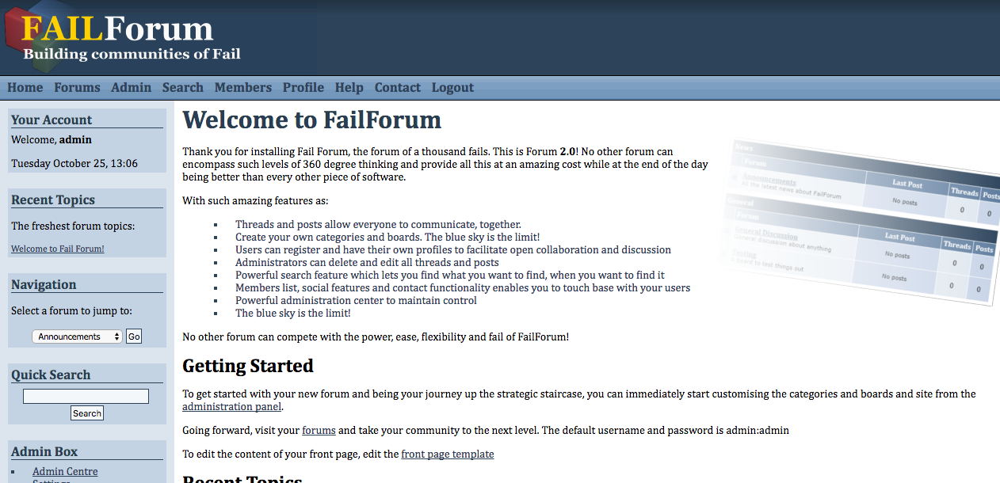 FAILForum
Building communities of Fail
Home Forums Admin Search Members Profile Help Contact Logout
Your Account
Welcome, admin
Tuesday October 25, 13:06
Recent Topics
The freshest forum topics:
Welcome to Fail Forum!
Navigation
Select a forum to jump to:
Announcements Go
Quick Search
Search
Admin Box
Admin Centre
Settings
Welcome to FailForum
Thank you for installing Fail Forum, the forum of a thousand fails. This is Forum 2.0! No other forum can
encompass such levels of 360 degree thinking and provide all this at an amazing cost while at the end of the day
being better than every other piece of software.
With such amazing features as:
Threads and posts allow everyone to communicate, together.
Create your own categories and boards. The blue sky is the limit!
Users can register and have their own profiles to facilitate open collaboration and discussion
Administrators can delete and edit all threads and posts
Powerful search feature which lets you find what you want to find, when you want to find it
Members list, social features and contact functionality enables you to touch base with your users
Powerful administration center to maintain control
The blue sky is the limit!
No other forum can compete with the power, ease, flexibility and fail of FailForum!
News
Forum Last Post Threads Posts
Announcements
All the latest news about FailForum
No posts 0 0
General
Forum Last Post Threads Posts
General Discussion
General discussion about anything
No posts 0 0
Testing
A board to test things out
No posts 0 0
Getting Started
To get started with your new forum and being your journey up the strategic staircase, you can immediately start customising the categories and boards and site from the
administration panel.
Going forward, visit your forums and take your community to the next level. The default username and password is admin:admin
To edit the content of your front page, edit the front page template
Recent Topics